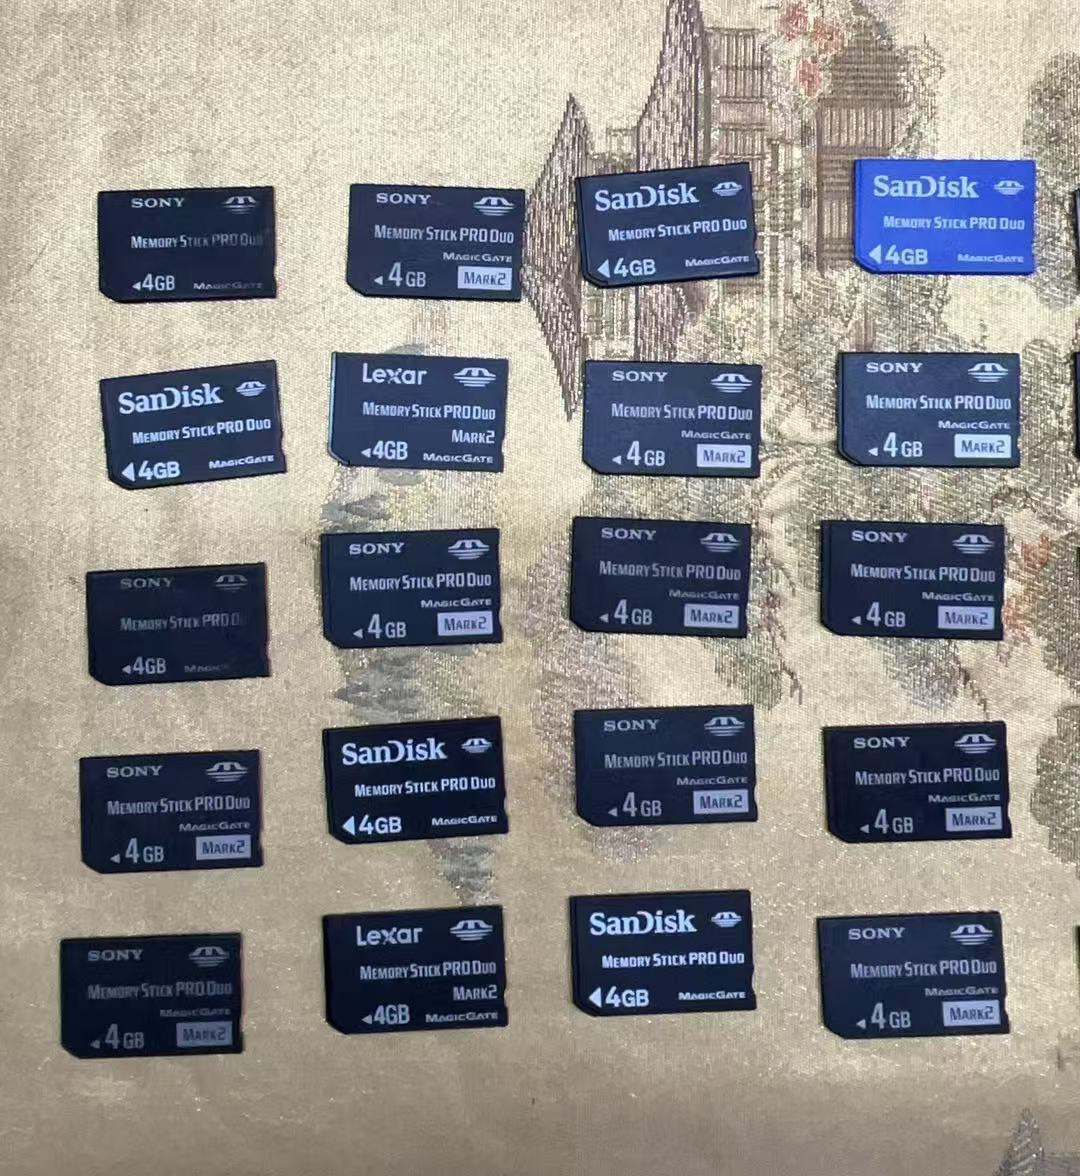 SONY
MEMORY STICK PRO DUO
◄4GB MAGICGATE
SONY
MEMORY STICK PRO DUO
MAGICGATE
◄4GB MARK2
SanDisk
MEMORY STICK PRO DUO
◄4GB MAGICGATE
SanDisk
MEMORY STICK PRO DUO
◄4GB MAGICGATE
SanDisk
MEMORY STICK PRO DUO
◄4GB MAGICGATE
Lexar
MEMORY STICK PRO DUO
MARK2
◄4GB MAGICGATE
SONY
MEMORY STICK PRO DUO
MAGICGATE
◄4GB MARK2
SONY
MEMORY STICK PRO DUO
MAGICGATE
◄4GB MARK2
SONY
MEMORY STICK PRO D
◄4GB MAGIC
SONY
MEMORY STICK PRO DUO
MAGICGATE
◄4GB MARK2
SONY
MEMORY STICK PRO DUO
MAGICGATE
◄4GB MARK2
SONY
MEMORY STICK PRO DUO
MAGICGATE
◄4GB MARK2
SONY
MEMORY STICK PRO DUO
MAGICGATE
◄4GB MARK2
SanDisk
MEMORY STICK PRO DUO
◄4GB MAGICGATE
SONY
MEMORY STICK PRO DUO
MAGICGATE
◄4GB MARK2
SONY
MEMORY STICK PRO DUO
MAGICGATE
◄4GB MARK2
SONY
MEMORY STICK PRO DUO
MAGICGATE
◄4GB MARK2
Lexar
MEMORY STICK PRO DUO
MARK2
◄4GB MAGICGATE
SanDisk
MEMORY STICK PRO DUO
◄4GB MAGICGATE
SONY
MEMORY STICK PRO DUO
MAGICGATE
◄4GB MARK2